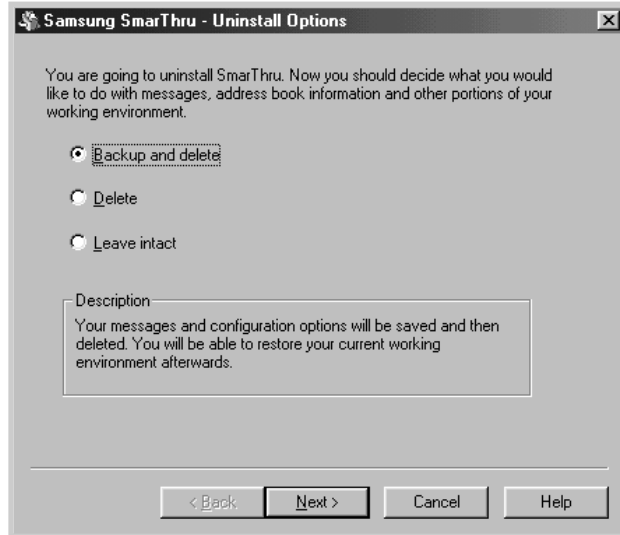 Samsung SmarThru - Uninstall Options
You are going to uninstall SmarThru. Now you should decide what you would
like to do with messages, address book information and other portions of your
working environment.
Backup and delete
Delete
Leave intact
Description
Your messages and configuration options will be saved and then
deleted. You will be able to restore your current working
environment afterwards.
< Back Next > Cancel Help